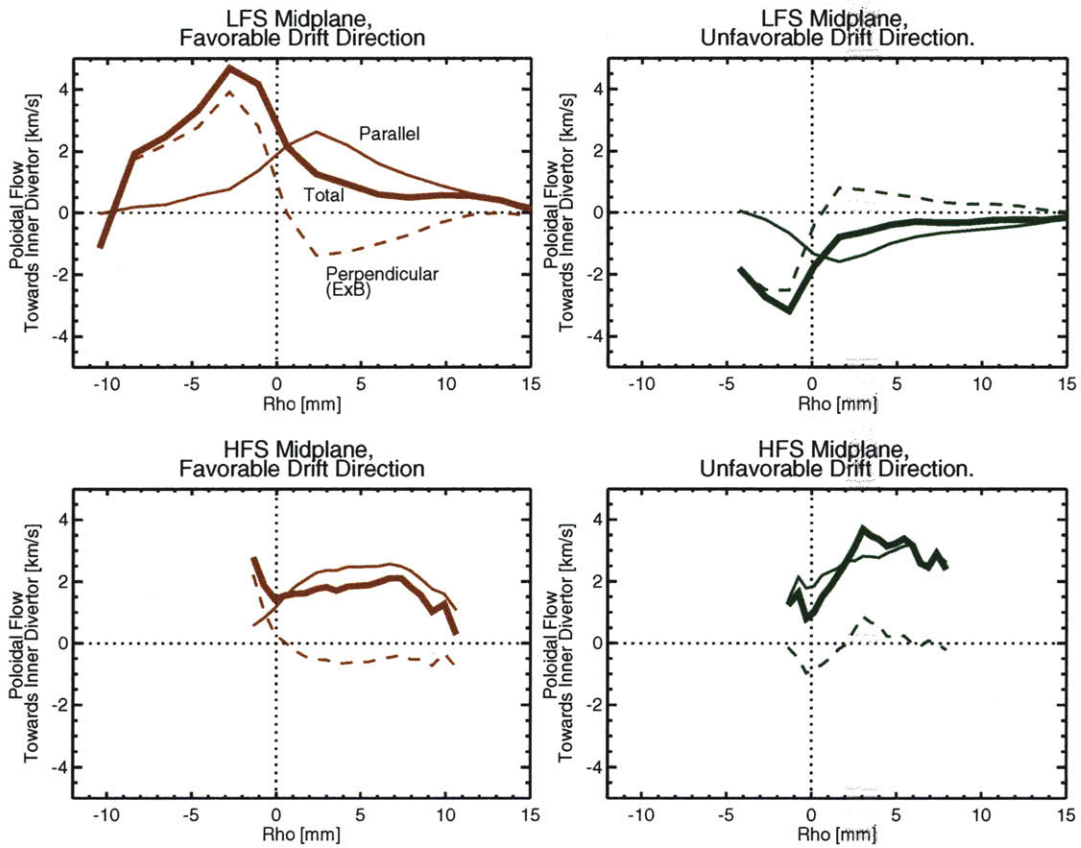 LFS Midplane,
Favorable Drift Direction
Poloidal Flow
Towards Inner Divertor [km/s]
4
2
0
-2
-4
Parallel
Total
Perpendicular
(ExB)
-10
-5
0
5
10
15
Rho [mm]
LFS Midplane,
Unfavorable Drift Direction.
Poloidal Flow
Towards Inner Divertor [km/s]
4
2
0
-2
-4
-10
-5
0
5
10
15
Rho [mm]
HFS Midplane,
Favorable Drift Direction
Poloidal Flow
Towards Inner Divertor [km/s]
4
2
0
-2
-4
-10
-5
0
5
10
15
Rho [mm]
HFS Midplane,
Unfavorable Drift Direction.
Poloidal Flow
Towards Inner Divertor [km/s]
4
2
0
-2
-4
-10
-5
0
5
10
15
Rho [mm]